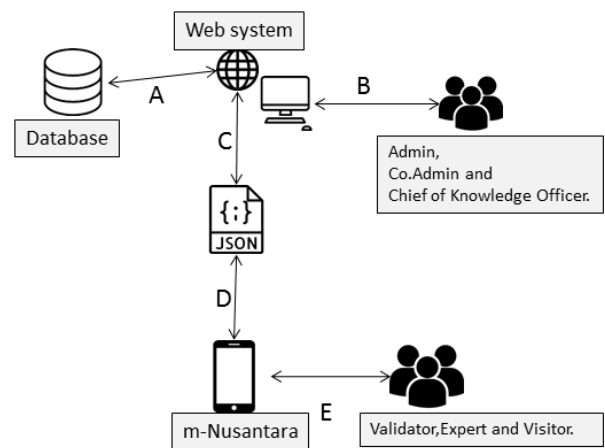 Web system
A
B
Database
C
Admin,
Co.Admin and
Chief of Knowledge Officer.
{;}
JSON
D
E
m-Nusantara
Validator,Expert and Visitor.